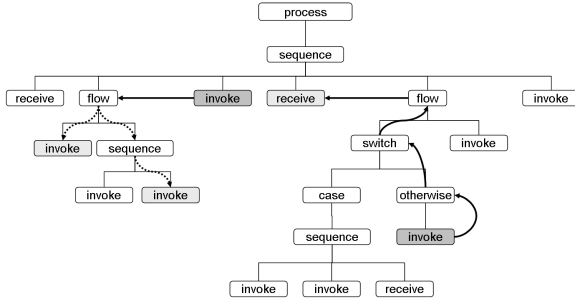 process
sequence
receive flow invoke receive flow invoke
invoke sequence switch invoke
invoke invoke case otherwise
sequence invoke
invoke invoke receive